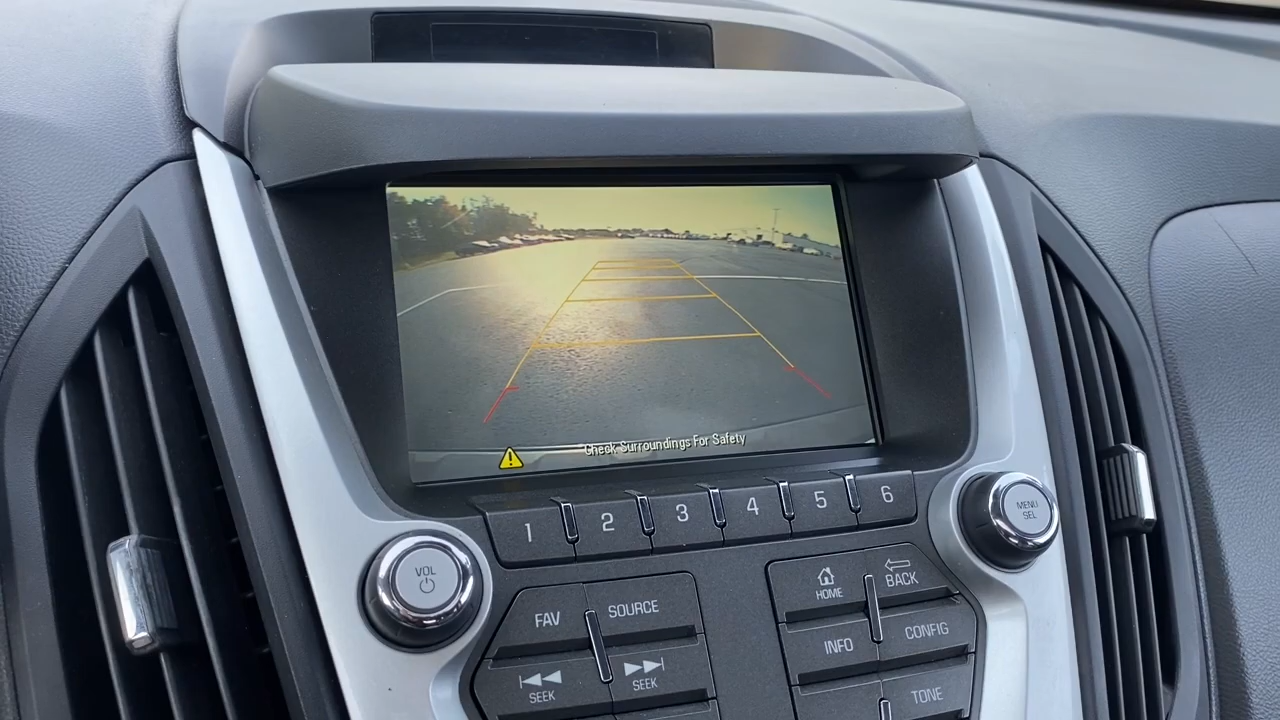 Check Surroundings For Safety
1 2 3 4 5 6
VOL
MENU
SEL
FAV
SOURCE
HOME
BACK
INFO
CONFIG
SEEK
SEEK
TONE